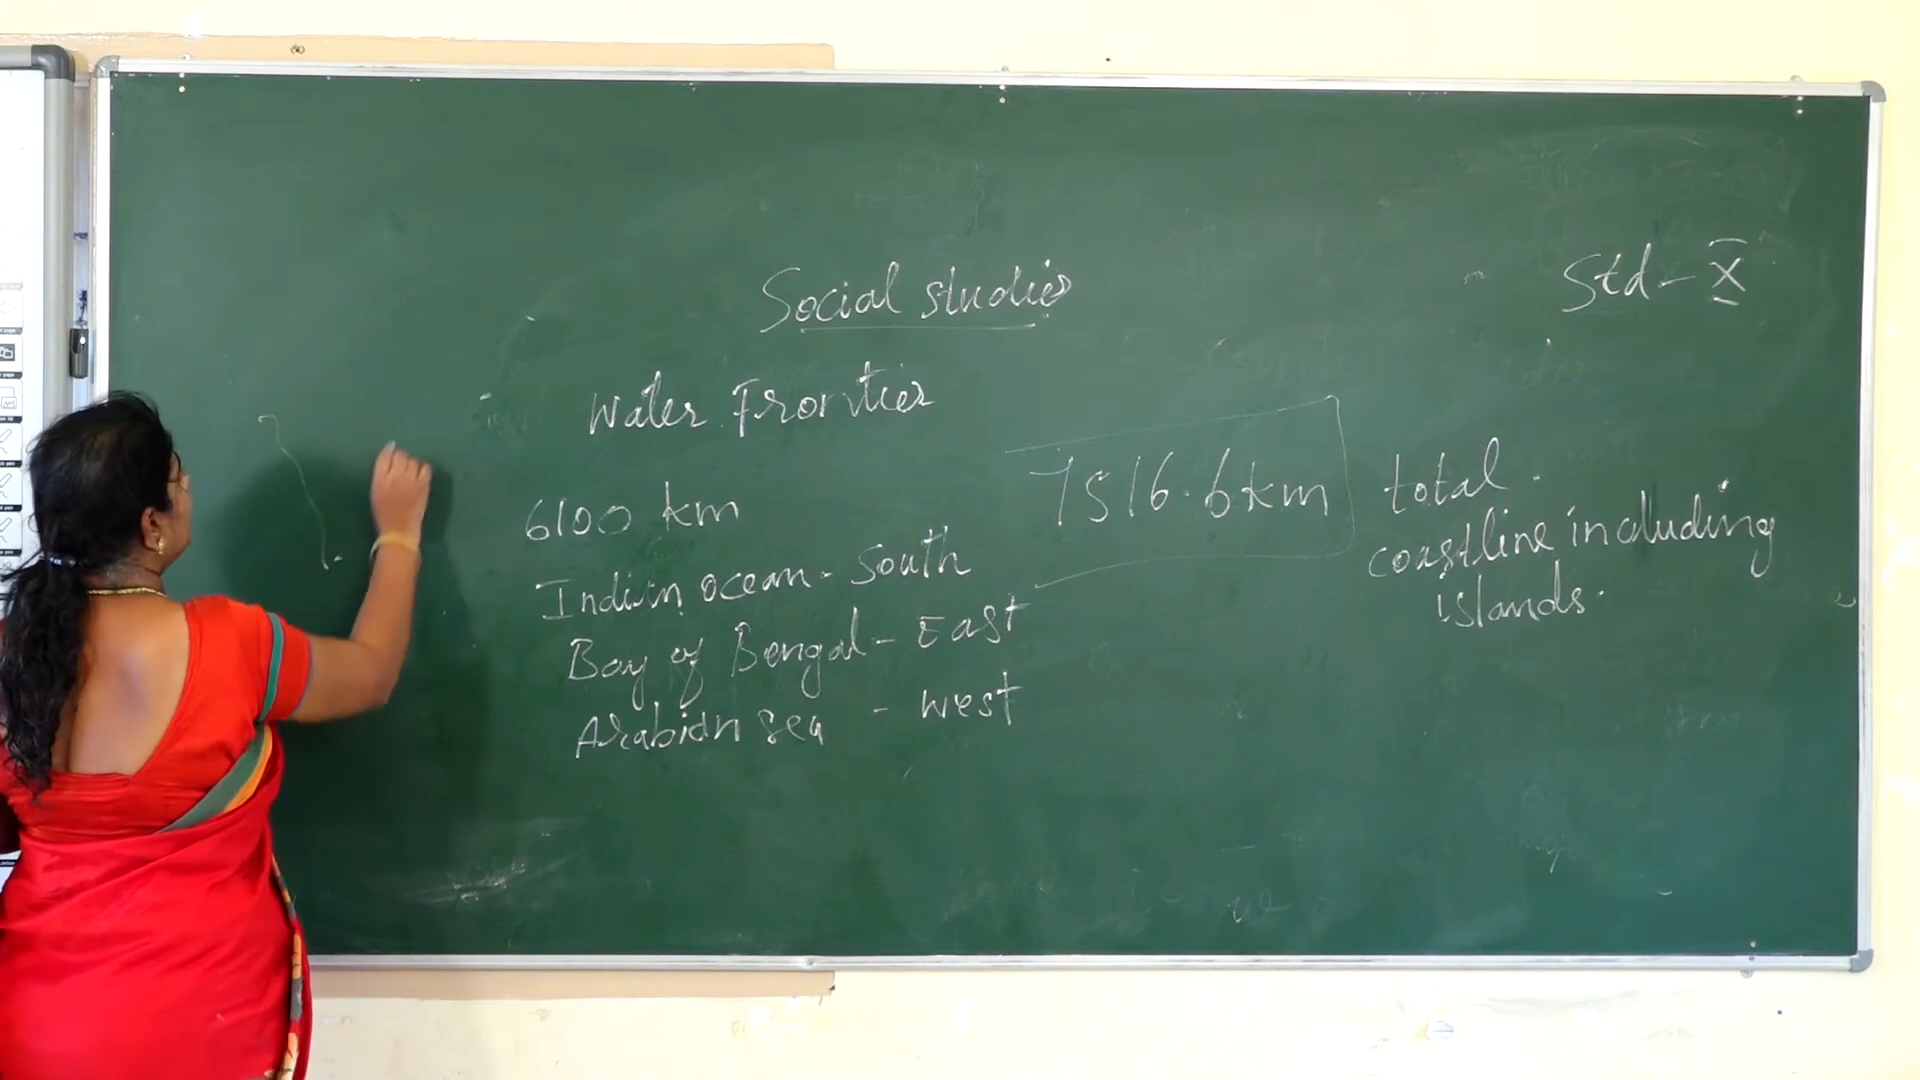 Social studies
Std - X
Water Frontier
6100 km
7516.6 km
total.
coastline including
islands.
Indian ocean - South
Bay of Bengal - East
Arabian sea - West